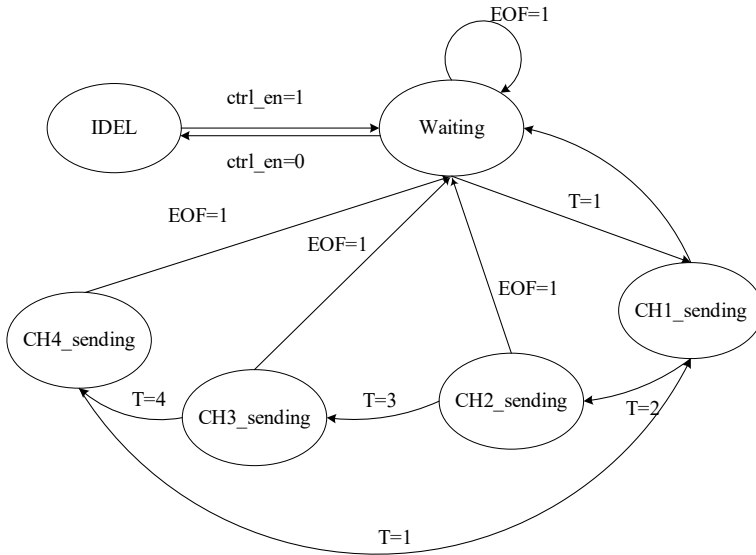 EOF=1
ctrl_en=1
IDEL
Waiting
ctrl_en=0
T=1
EOF=1
EOF=1
EOF=1
CH1_sending
CH4_sending
T=4
CH3_sending
T=3
CH2_sending
T=2
T=1